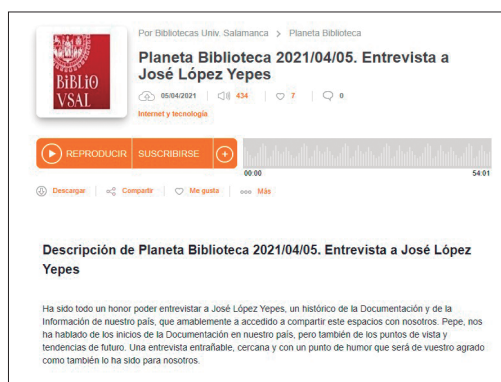 BiBLiO
VSAL
Por Bibliotecas Univ. Salamanca > Planeta Biblioteca
Planeta Biblioteca 2021/04/05. Entrevista a
José López Yepes
05/04/2021 434 7 0
Internet y tecnología
REPRODUCIR SUSCRIBIRSE +
00:00 54:01
Descargar Compartir Me gusta Más
Descripción de Planeta Biblioteca 2021/04/05. Entrevista a José López
Yepes
Ha sido todo un honor poder entrevistar a José López Yepes, un histórico de la Documentación y de la
Información de nuestro país, que amablemente a accedido a compartir este espacios con nosotros. Pepe, nos
ha hablado de los inicios de la Documentación en nuestro país, pero también de los puntos de vista y
tendencias de futuro. Una entrevista entrañable, cercana y con un punto de humor que será de vuestro agrado
como también lo ha sido para nosotros.